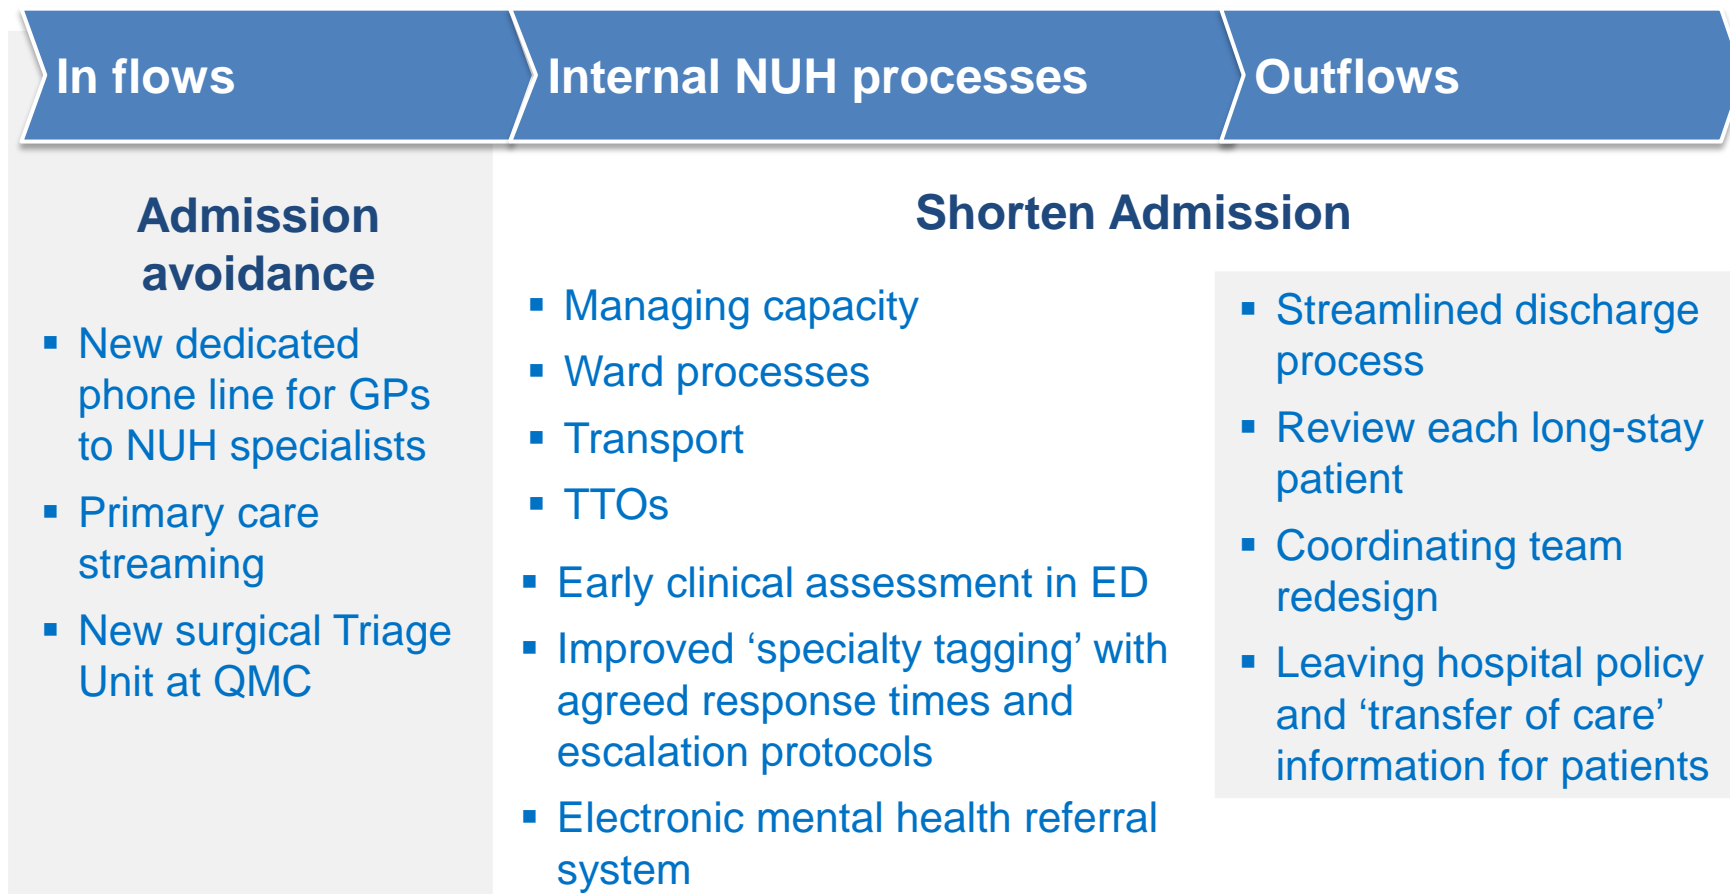 In flows
Internal NUH processes
Outflows
Admission
avoidance
▪ New dedicated
phone line for GPs
to NUH specialists
▪ Primary care
streaming
▪ New surgical Triage
Unit at QMC
Shorten Admission
▪ Managing capacity
▪ Ward processes
▪ Transport
▪ TTOs
▪ Early clinical assessment in ED
▪ Improved ‘specialty tagging’ with
agreed response times and
escalation protocols
▪ Electronic mental health referral
system
▪ Streamlined discharge
process
▪ Review each long-stay
patient
▪ Coordinating team
redesign
▪ Leaving hospital policy
and ‘transfer of care’
information for patients